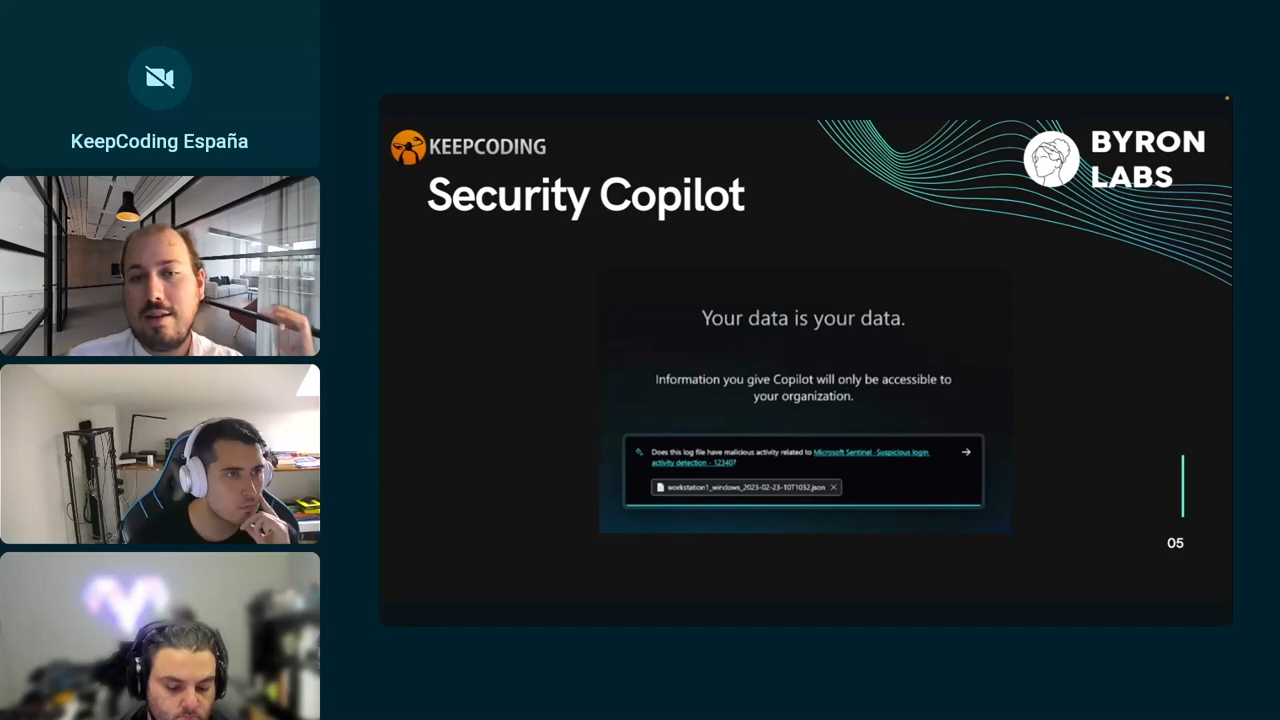 KeepCoding España
KEEPCODING
Security Copilot
BYRON
LABS
Your data is your data.
Information you give Copilot will only be accessible to
your organization.
Does this log file have malicious activity related to Microsoft Sentinel -Suspicious login
activity detection - 12340?
workstation1_windows_2023-02-23-10T1032.json
05